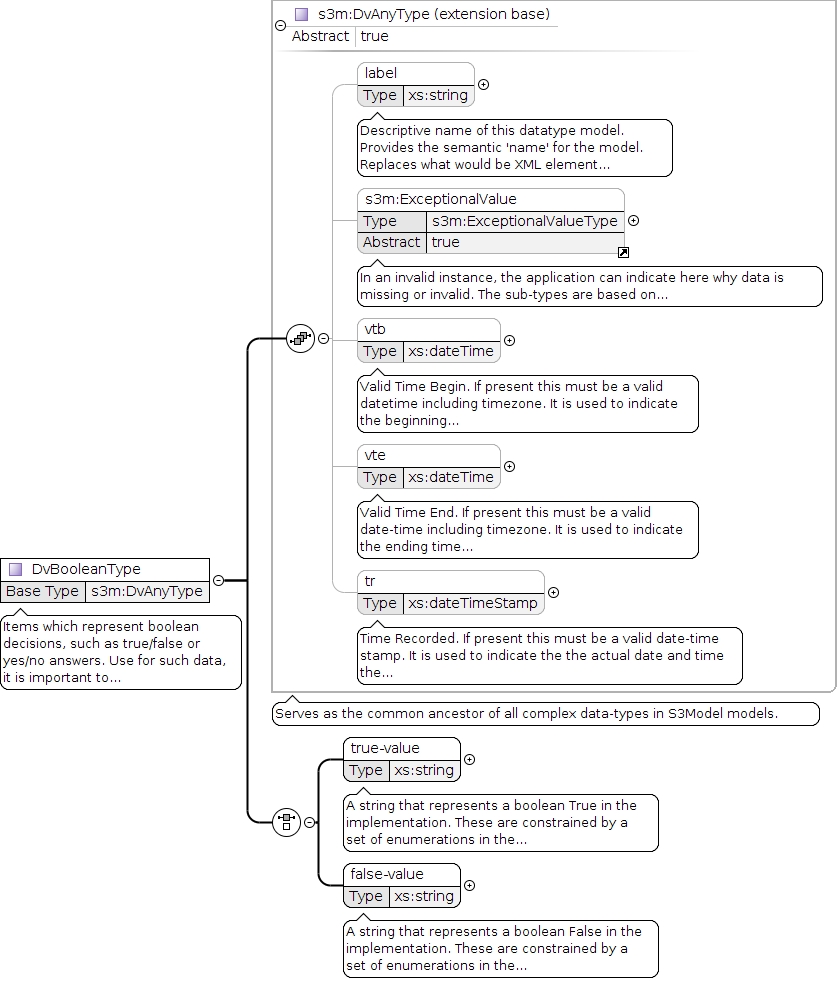 s3m:DvAnyType (extension base)
Abstract true
label
Type xs:string
Descriptive name of this datatype model.
Provides the semantic 'name' for the model.
Replaces what would be XML element...
s3m:ExceptionalValue
Type s3m:ExceptionalValueType
Abstract true
In an invalid instance, the application can indicate here why data is
missing or invalid. The sub-types are based on...
vtb
Type xs:dateTime
Valid Time Begin. If present this must be a valid
datetime including timezone. It is used to indicate
the beginning...
vte
Type xs:dateTime
Valid Time End. If present this must be a valid
date-time including timezone. It is used to indicate
the ending time...
DvBooleanType
Base Type s3m:DvAnyType
Items which represent boolean
decisions, such as true/false or
yes/no answers. Use for such data,
it is important to...
tr
Type xs:dateTimeStamp
Time Recorded. If present this must be a valid date-time
stamp. It is used to indicate the the actual date and time
the...
Serves as the common ancestor of all complex data-types in S3Model models.
true-value
Type xs:string
A string that represents a boolean True in the
implementation. These are constrained by a
set of enumerations in the...
false-value
Type xs:string
A string that represents a boolean False in the
implementation. These are constrained by a
set of enumerations in the...